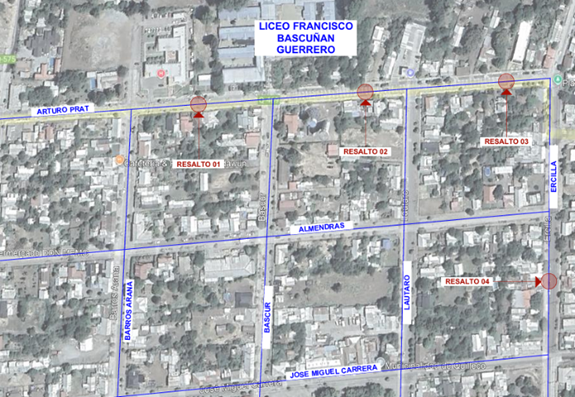 LICEO FRANCISCO
BASCUÑAN
GUERRERO
ARTURO PRAT
RESALTO 01
RESALTO 02
RESALTO 03
ERCILLA
ALMENDRAS
RESALTO 04
BARROS ARANA
BASCUR
LAUTARO
JOSE MIGUEL CARRERA